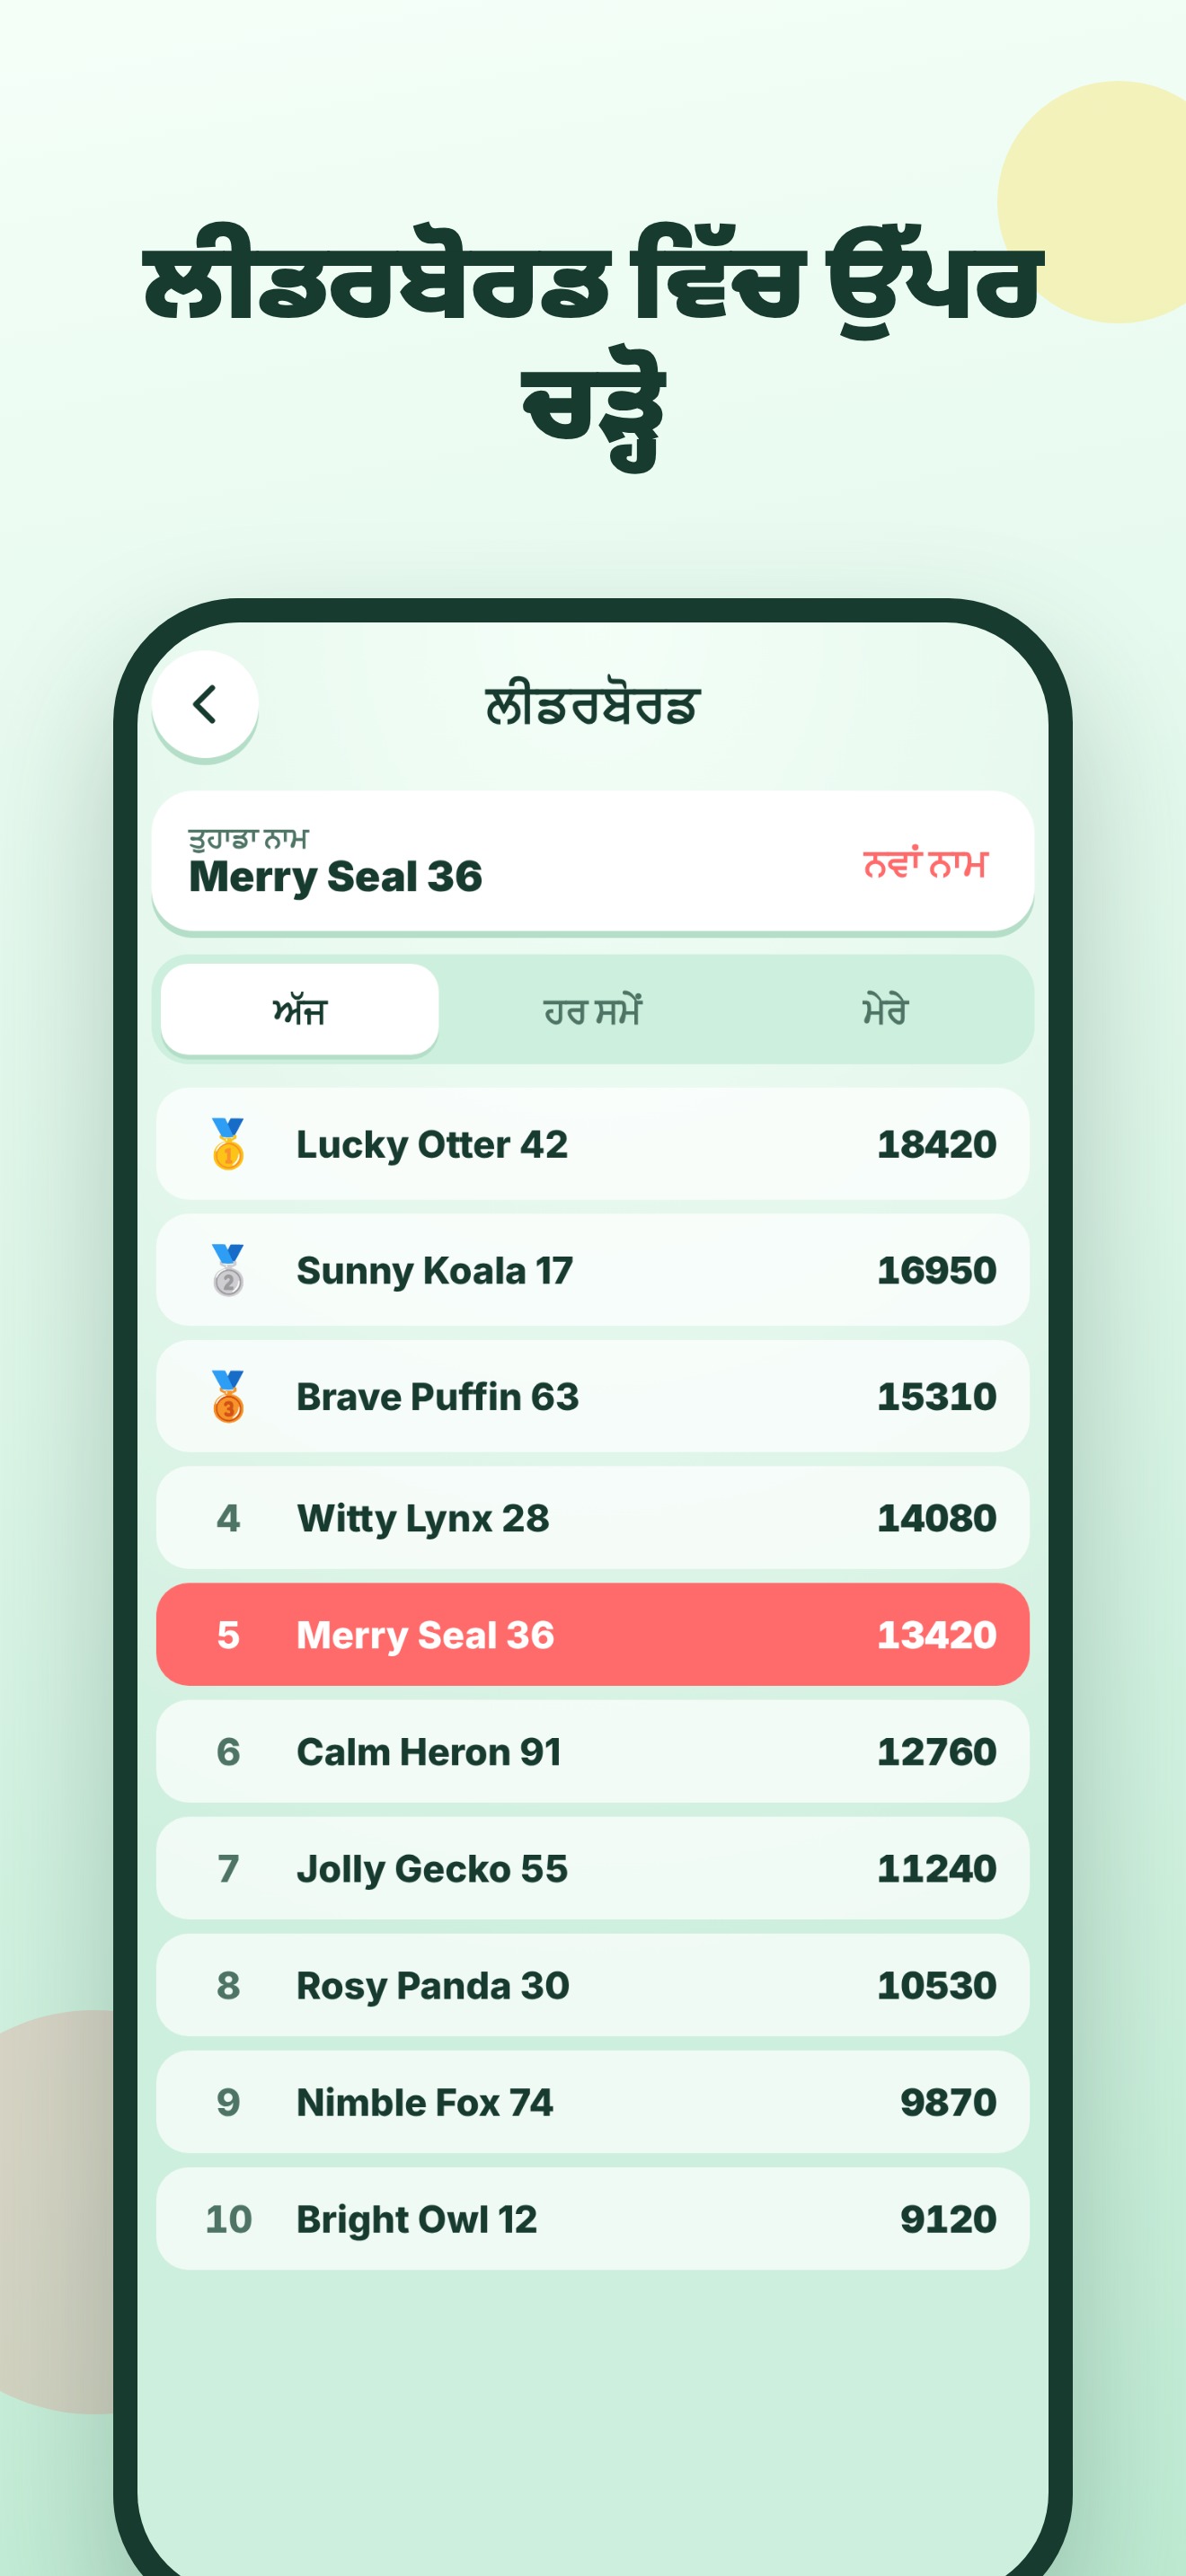 ਲੀਡਰਬੋਰਡ ਵਿੱਚ ਉੱਪਰ
ਚੜ੍ਹੋ
ਲੀਡਰਬੋਰਡ
ਤੁਹਾਡਾ ਨਾਮ
Merry Seal 36
ਨਵਾਂ ਨਾਮ
ਅੱਜ ਹਰ ਸਮੇਂ ਮੇਰੇ
1 Lucky Otter 42 18420
2 Sunny Koala 17 16950
3 Brave Puffin 63 15310
4 Witty Lynx 28 14080
5 Merry Seal 36 13420
6 Calm Heron 91 12760
7 Jolly Gecko 55 11240
8 Rosy Panda 30 10530
9 Nimble Fox 74 9870
10 Bright Owl 12 9120